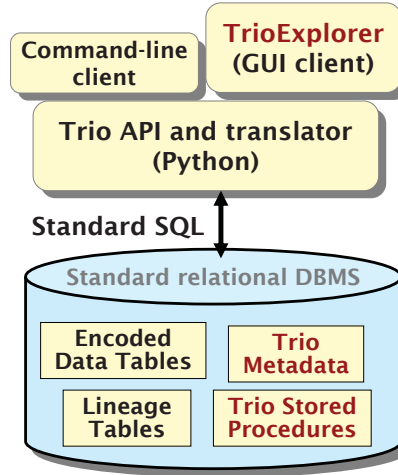 Command-line
client
TrioExplorer
(GUI client)
Trio API and translator
(Python)
Standard SQL
Standard relational DBMS
Encoded
Data Tables
Trio
Metadata
Lineage
Tables
Trio Stored
Procedures